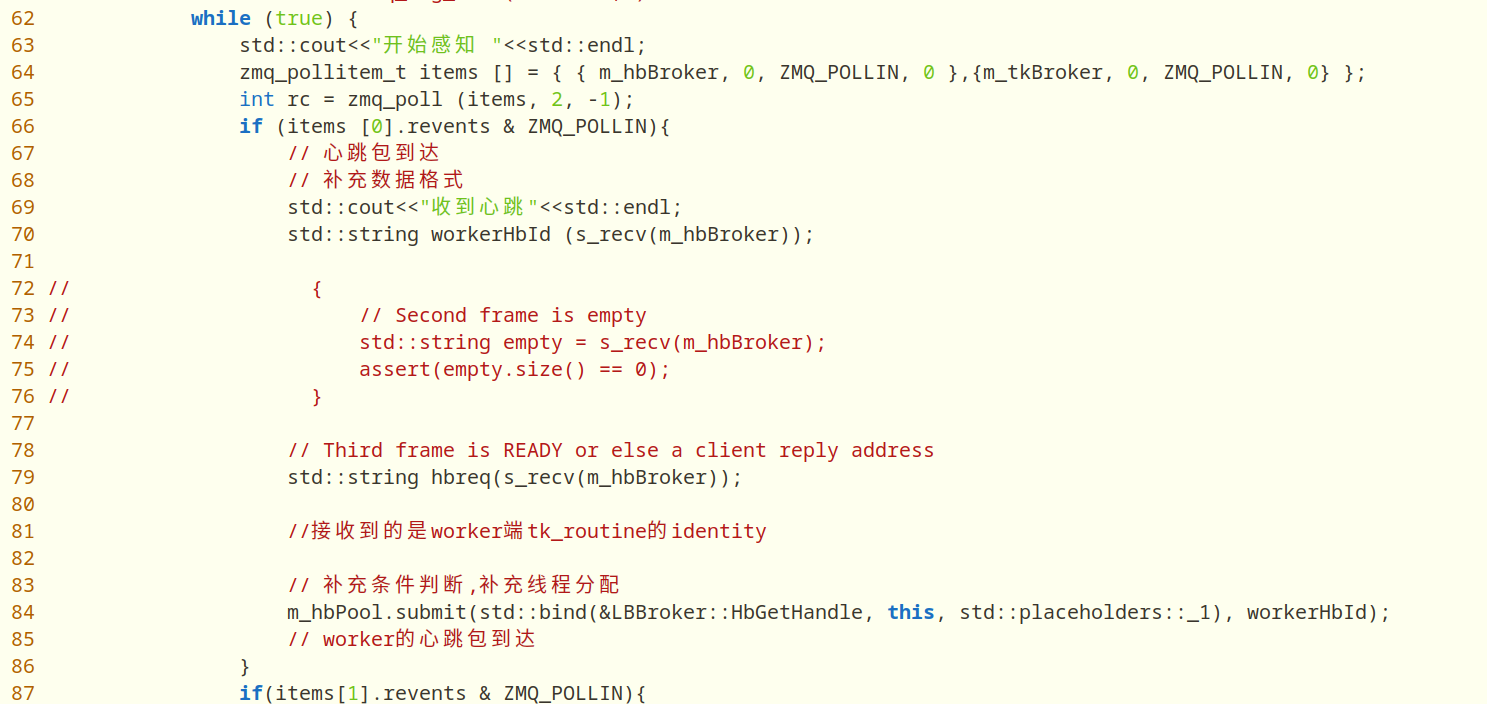 62 while (true) {
63 std::cout<<"开始感知 "<<std::endl;
64 zmq_pollitem_t items [] = { { m_hbBroker, 0, ZMQ_POLLIN, 0 },{m_tkBroker, 0, ZMQ_POLLIN, 0} };
65 int rc = zmq_poll (items, 2, -1);
66 if (items [0].revents & ZMQ_POLLIN){
67 // 心跳包到达
68 // 补充数据格式
69 std::cout<<"收到心跳"<<std::endl;
70 std::string workerHbId (s_recv(m_hbBroker));
71
72 // {
73 // // Second frame is empty
74 // std::string empty = s_recv(m_hbBroker);
75 // assert(empty.size() == 0);
76 // }
77
78 // Third frame is READY or else a client reply address
79 std::string hbreq(s_recv(m_hbBroker));
80
81 //接收到的是worker端tk_routine的identity
82
83 // 补充条件判断,补充线程分配
84 m_hbPool.submit(std::bind(&LBBroker::HbGetHandle, this, std::placeholders::_1), workerHbId);
85 // worker的心跳包到达
86 }
87 if(items[1].revents & ZMQ_POLLIN){